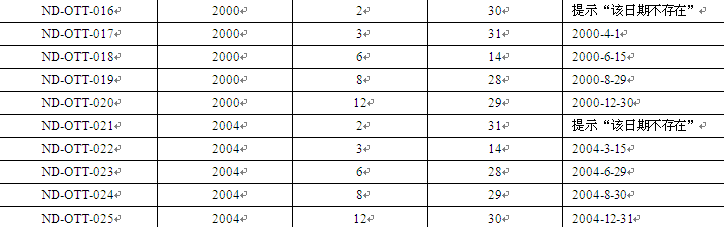 ND-OTT-016 2000 2 30 提示“该日期不存在”
ND-OTT-017 2000 3 31 2000-4-1
ND-OTT-018 2000 6 14 2000-6-15
ND-OTT-019 2000 8 28 2000-8-29
ND-OTT-020 2000 12 29 2000-12-30
ND-OTT-021 2004 2 31 提示“该日期不存在”
ND-OTT-022 2004 3 14 2004-3-15
ND-OTT-023 2004 6 28 2004-6-29
ND-OTT-024 2004 8 29 2004-8-30
ND-OTT-025 2004 12 30 2004-12-31